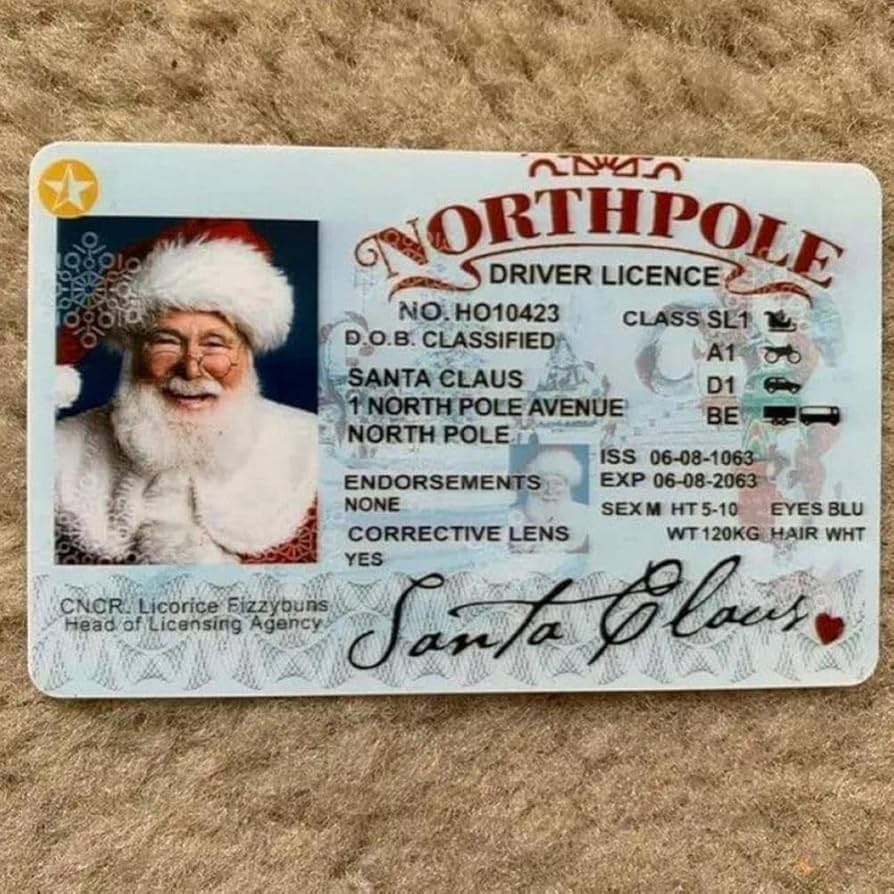 NORTHPOLE
DRIVER LICENCE
NO. HO10423
D.O.B. CLASSIFIED
CLASS SL1
A1
D1
BE
SANTA CLAUS
1 NORTH POLE AVENUE
NORTH POLE
ISS 06-08-1063
EXP 06-08-2063
ENDORSEMENTS
NONE
SEX M HT 5-10 EYES BLU
WT 120KG HAIR WHT
CORRECTIVE LENS
YES
CNCR. Licorice Fizzybuns
Head of Licensing Agency
Santa Claus